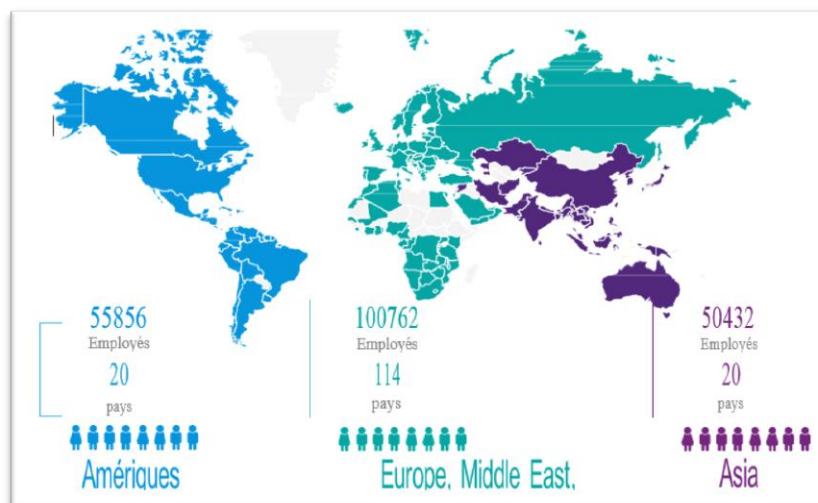 55856
Employés
20
pays
Amériques
100762
Employés
114
pays
Europe, Middle East,
50432
Employés
20
pays
Asia